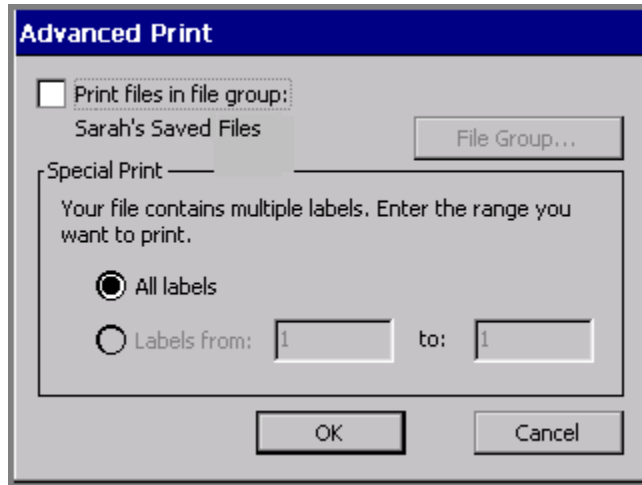 Advanced Print
Print files in file group:
Sarah's Saved Files
File Group...
Special Print
Your file contains multiple labels. Enter the range you
want to print.
All labels
Labels from: 1 to: 1
OK Cancel